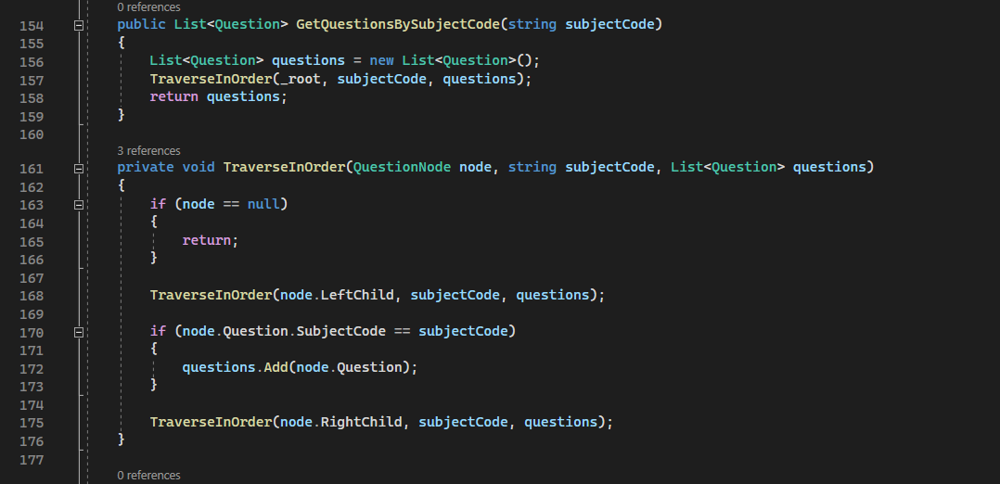 0 references
154 public List<Question> GetQuestionsBySubjectCode(string subjectCode)
155 {
156 List<Question> questions = new List<Question>();
157 TraverseInOrder(_root, subjectCode, questions);
158 return questions;
159 }
160
3 references
161 private void TraverseInOrder(QuestionNode node, string subjectCode, List<Question> questions)
162 {
163 if (node == null)
164 {
165 return;
166 }
167
168 TraverseInOrder(node.LeftChild, subjectCode, questions);
169
170 if (node.Question.SubjectCode == subjectCode)
171 {
172 questions.Add(node.Question);
173 }
174
175 TraverseInOrder(node.RightChild, subjectCode, questions);
176 }
177
0 references